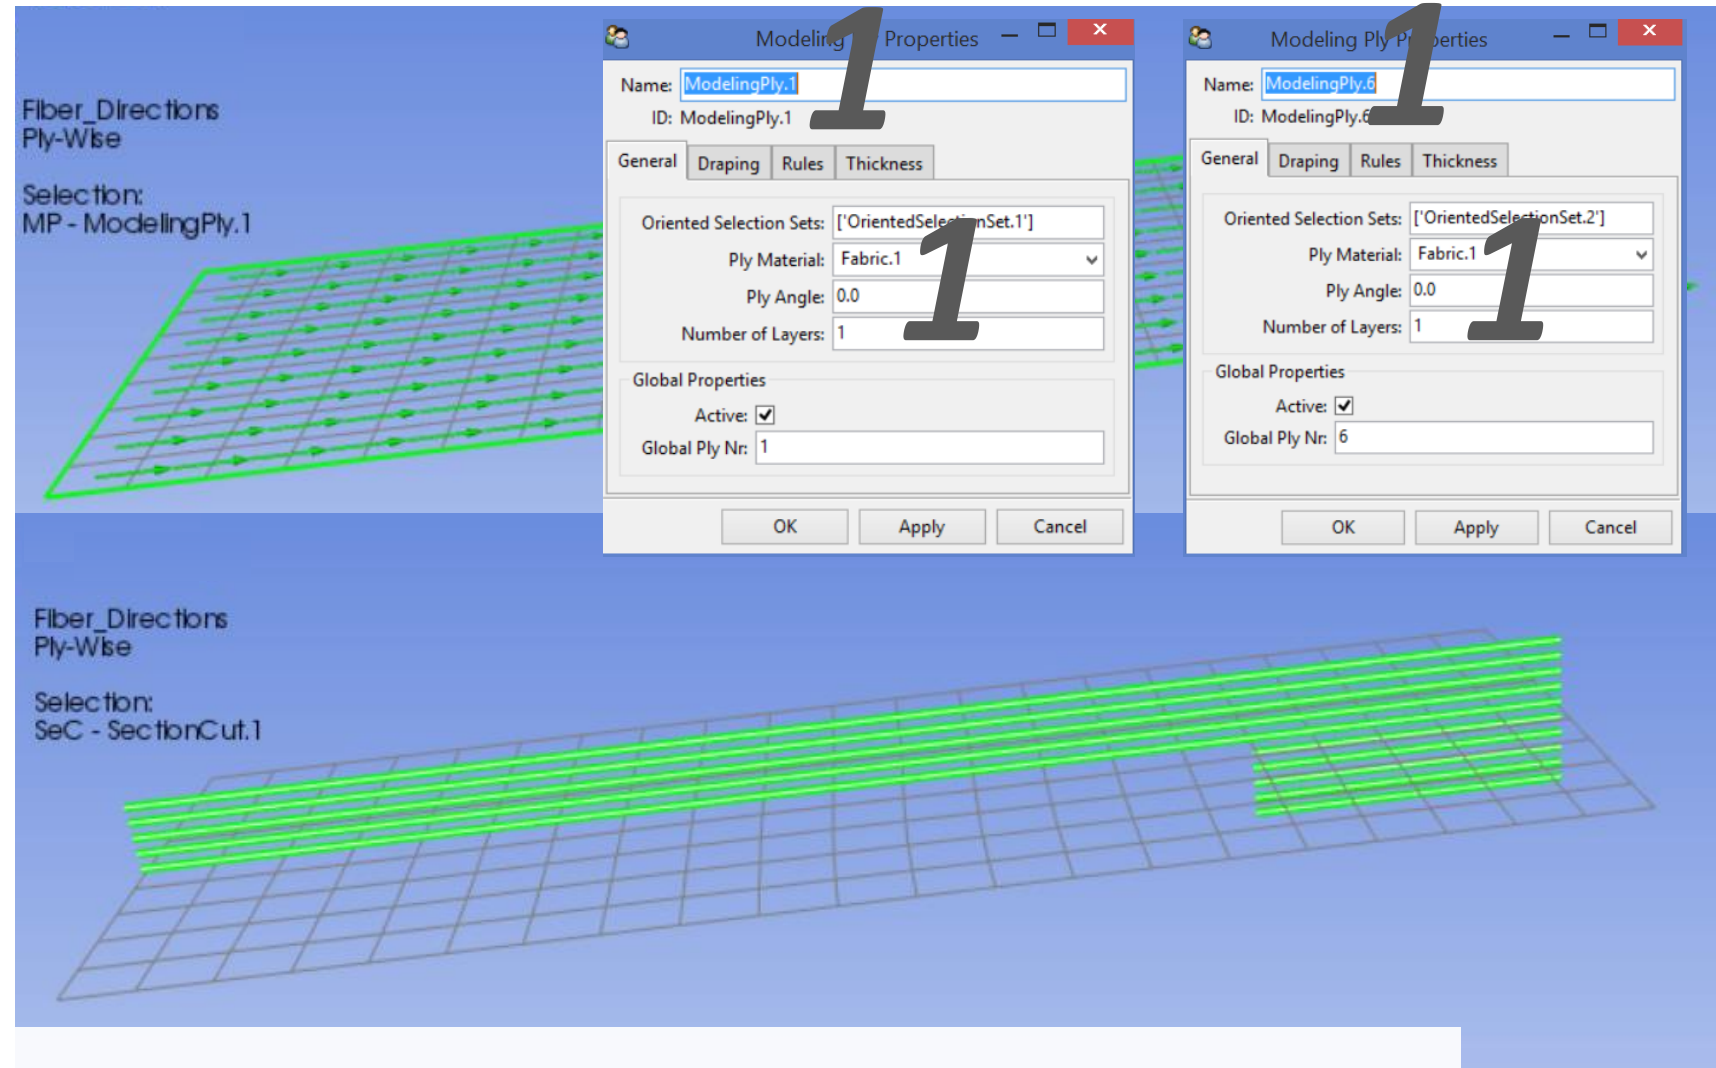 Fiber_Directions
Ply-Wise
Selection:
MP - ModelingPly.1
Modeling Properties
Name: ModelingPly.1
ID: ModelingPly.1
General Draping Rules Thickness
Oriented Selection Sets: ['OrientedSelectionSet.1']
Ply Material: Fabric.1
Ply Angle: 0.0
Number of Layers: 1
Global Properties
Active:
Global Ply Nr: 1
OK Apply Cancel
1
1
Modeling Ply Properties
Name: ModelingPly.6
ID: ModelingPly.6
General Draping Rules Thickness
Oriented Selection Sets: ['OrientedSelectionSet.2']
Ply Material: Fabric.1
Ply Angle: 0.0
Number of Layers: 1
Global Properties
Active:
Global Ply Nr: 6
OK Apply Cancel
1
1
Fiber_Directions
Ply-Wise
Selection:
SeC - SectionCut.1